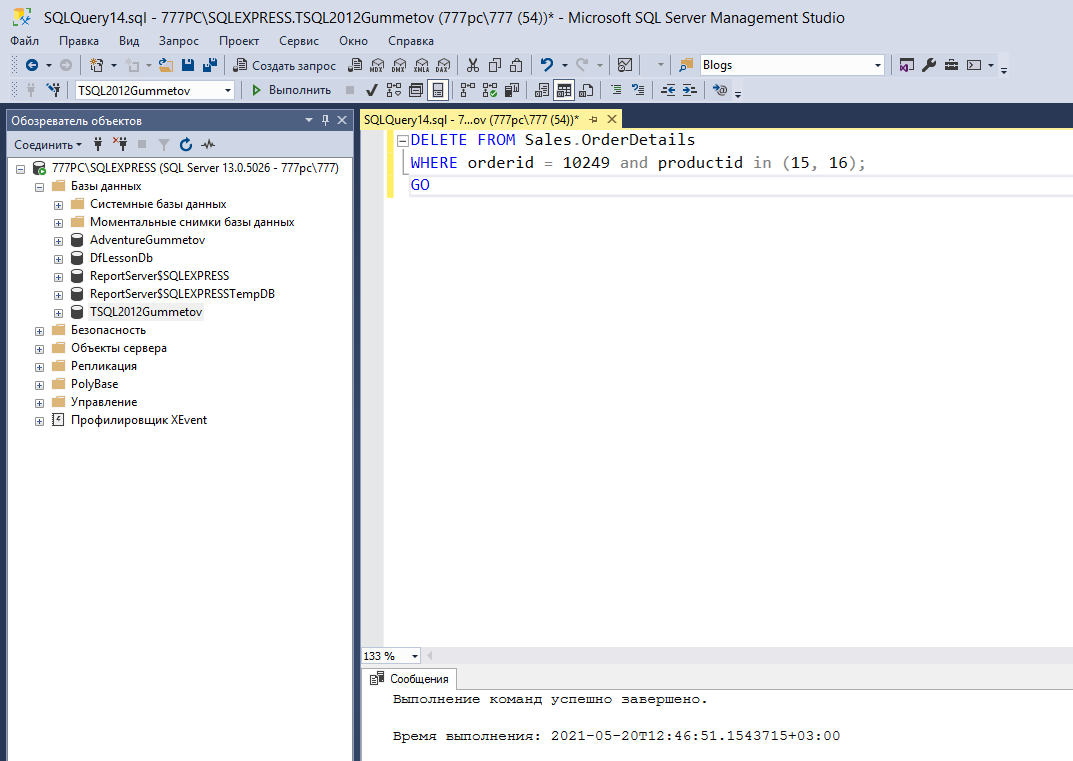 SQLQuery14.sql - 777PC\SQLEXPRESS.TSQL2012Gummetov (777pc\777 (54))* - Microsoft SQL Server Management Studio
Файл Правка Вид Запрос Проект Сервис Окно Справка
Создать запрос MDX DMX XMLA DAX Blogs
TSQL2012Gummetov Выполнить
Обозреватель объектов
SQLQuery14.sql - 7...ov (777pc\777 (54))*
Соединить
777PC\SQLEXPRESS (SQL Server 13.0.5026 - 777pc\777)
Базы данных
Системные базы данных
Моментальные снимки базы данных
AdventureGummetov
DfLessonDb
ReportServer$SQLEXPRESS
ReportServer$SQLEXPRESSTempDB
TSQL2012Gummetov
Безопасность
Объекты сервера
Репликация
PolyBase
Управление
Профилировщик XEvent
DELETE FROM Sales.OrderDetails
WHERE orderid = 10249 and productid in (15, 16);
GO
133 %
Сообщения
Выполнение команд успешно завершено.
Время выполнения: 2021-05-20T12:46:51.1543715+03:00